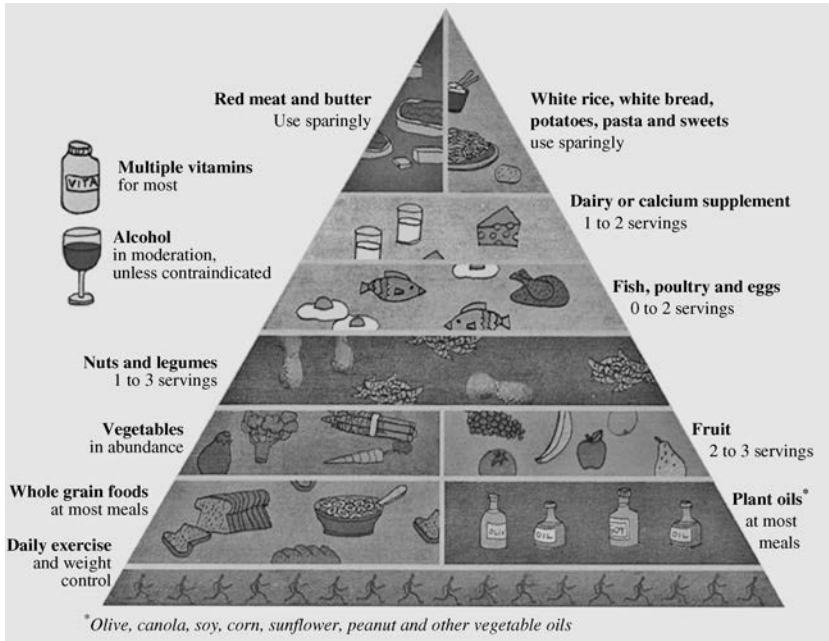 Red meat and butter
Use sparingly
White rice, white bread,
potatoes, pasta and sweets
use sparingly
Multiple vitamins
for most
VITA
Alcohol
in moderation,
unless contraindicated
Dairy or calcium supplement
1 to 2 servings
Fish, poultry and eggs
0 to 2 servings
Nuts and legumes
1 to 3 servings
Vegetables
in abundance
Fruit
2 to 3 servings
Whole grain foods
at most meals
Plant oils*
at most
meals
OIL
OIL
Daily exercise
and weight
control
*Olive, canola, soy, corn, sunflower, peanut and other vegetable oils